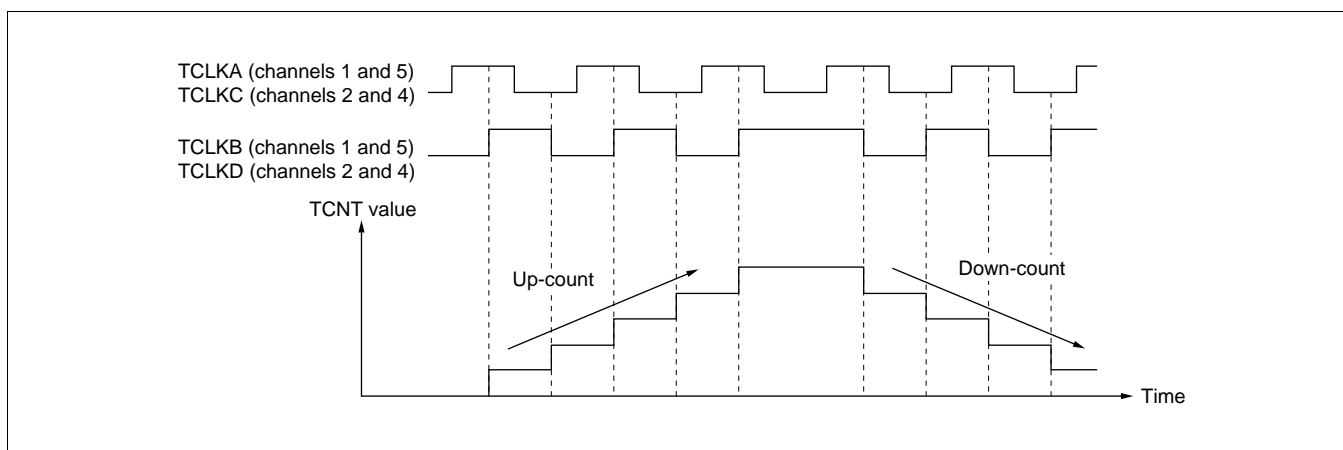 TCLKA (channels 1 and 5)
TCLKC (channels 2 and 4)
TCLKB (channels 1 and 5)
TCLKD (channels 2 and 4)
TCNT value
Up-count
Down-count
Time